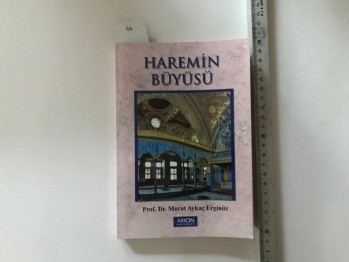 HAREMİN
BÜYÜSÜ
Prof. Dr. Murat Aykaç Erginöz
ARION